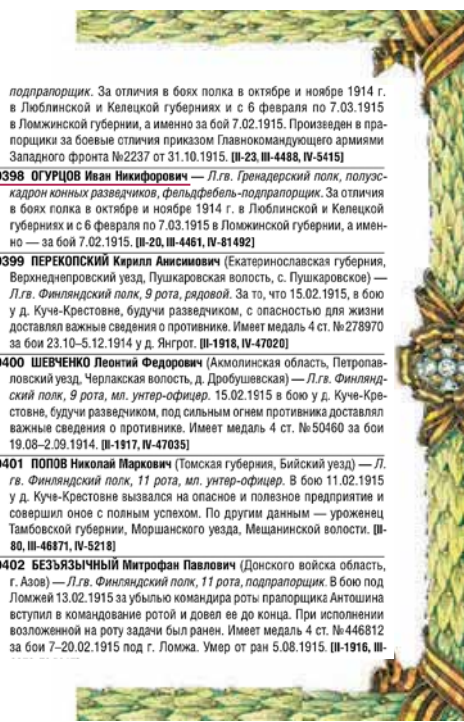 подпрапорщик. За отличия в боях полка в октябре и ноябре 1914 г.
в Люблинской и Келецкой губерниях и с 6 февраля по 7.03.1915
в Ломжинской губернии, а именно за бой 7.02.1915. Произведен в пра-
порщики за боевые отличия приказом Главнокомандующего армиями
Западного фронта №2237 от 31.10.1915. [II-23, III-4488, IV-5415]
0398 ОГУРЦОВ Иван Никифорович — Л.гв. Гренадерский полк, полуэс-
кадрон конных разведчиков, фельдфебель-подпрапорщик. За отличия
в боях полка в октябре и ноябре 1914 г. в Люблинской и Келецкой
губерниях и с 6 февраля по 7.03.1915 в Ломжинской губернии, а имен-
но — за бой 7.02.1915. [II-20, III-4461, IV-81492]
0399 ПЕРЕКОПСКИЙ Кирилл Анисимович (Екатеринославская губерния,
Верхнеднепровский уезд, Пушкаровская волость, с. Пушкаровское) —
Л.гв. Финляндский полк, 9 рота, рядовой. За то, что 15.02.1915, в бою
у д. Куче-Крестовне, будучи разведчиком, с опасностью для жизни
доставлял важные сведения о противнике. Имеет медаль 4 ст. №278970
за бои 23.10–5.12.1914 у д. Янгрот. [II-1918, IV-47020]
0400 ШЕВЧЕНКО Леонтий Федорович (Акмолинская область, Петропав-
ловский уезд, Черлакская волость, д. Дробушевская) — Л.гв. Финлянд-
ский полк, 9 рота, мл. унтер-офицер. 15.02.1915 в бою у д. Куче-Кре-
стовне, будучи разведчиком, под сильным огнем противника доставлял
важные сведения о противнике. Имеет медаль 4 ст. №50460 за бои
19.08–2.09.1914. [II-1917, IV-47035]
0401 ПОПОВ Николай Маркович (Томская губерния, Бийский уезд) — Л.
гв. Финляндский полк, 11 рота, мл. унтер-офицер. В бою 11.02.1915
у д. Куче-Крестовне вызвался на опасное и полезное предприятие и
совершил оное с полным успехом. По другим данным — уроженец
Тамбовской губернии, Моршанского уезда, Мещанинской волости. [II-
80, III-46871, IV-5218]
0402 БЕЗЪЯЗЫЧНЫЙ Митрофан Павлович (Донского войска область,
г. Азов) — Л.гв. Финляндский полк, 11 рота, подпрапорщик. В бою под
Ломжей 13.02.1915 за убылью командира роты прапорщика Антошина
вступил в командование ротой и довел ее до конца. При исполнении
возложенной на роту задачи был ранен. Имеет медаль 4 ст. №446812
за бои 7–20.02.1915 под г. Ломжа. Умер от ран 5.08.1915. [II-1916, III-